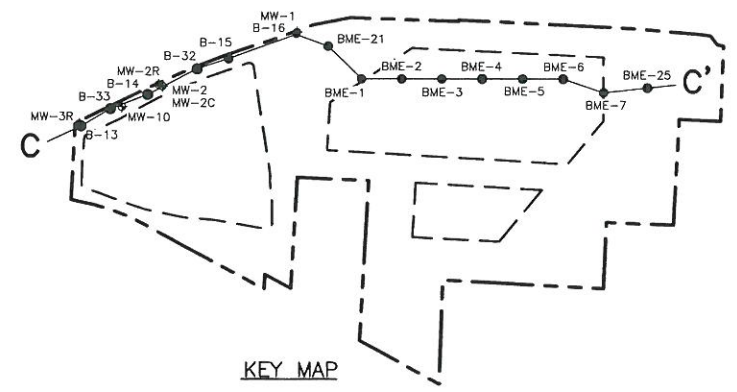 MW-1
B-16
B-15
BME-21
B-32
MW-2R
B-14
B-33
MW-3R
B-13
MW-10
MW-2
MW-2C
C
BME-1
BME-2
BME-3
BME-4
BME-5
BME-6
BME-7
BME-25
C'
KEY MAP